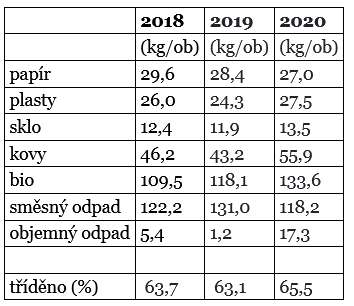 2018 2019 2020
(kg/ob) (kg/ob) (kg/ob)
papír 29,6 28,4 27,0
plasty 26,0 24,3 27,5
sklo 12,4 11,9 13,5
kovy 46,2 43,2 55,9
bio 109,5 118,1 133,6
směsný odpad 122,2 131,0 118,2
objemný odpad 5,4 1,2 17,3
tříděno (%) 63,7 63,1 65,5